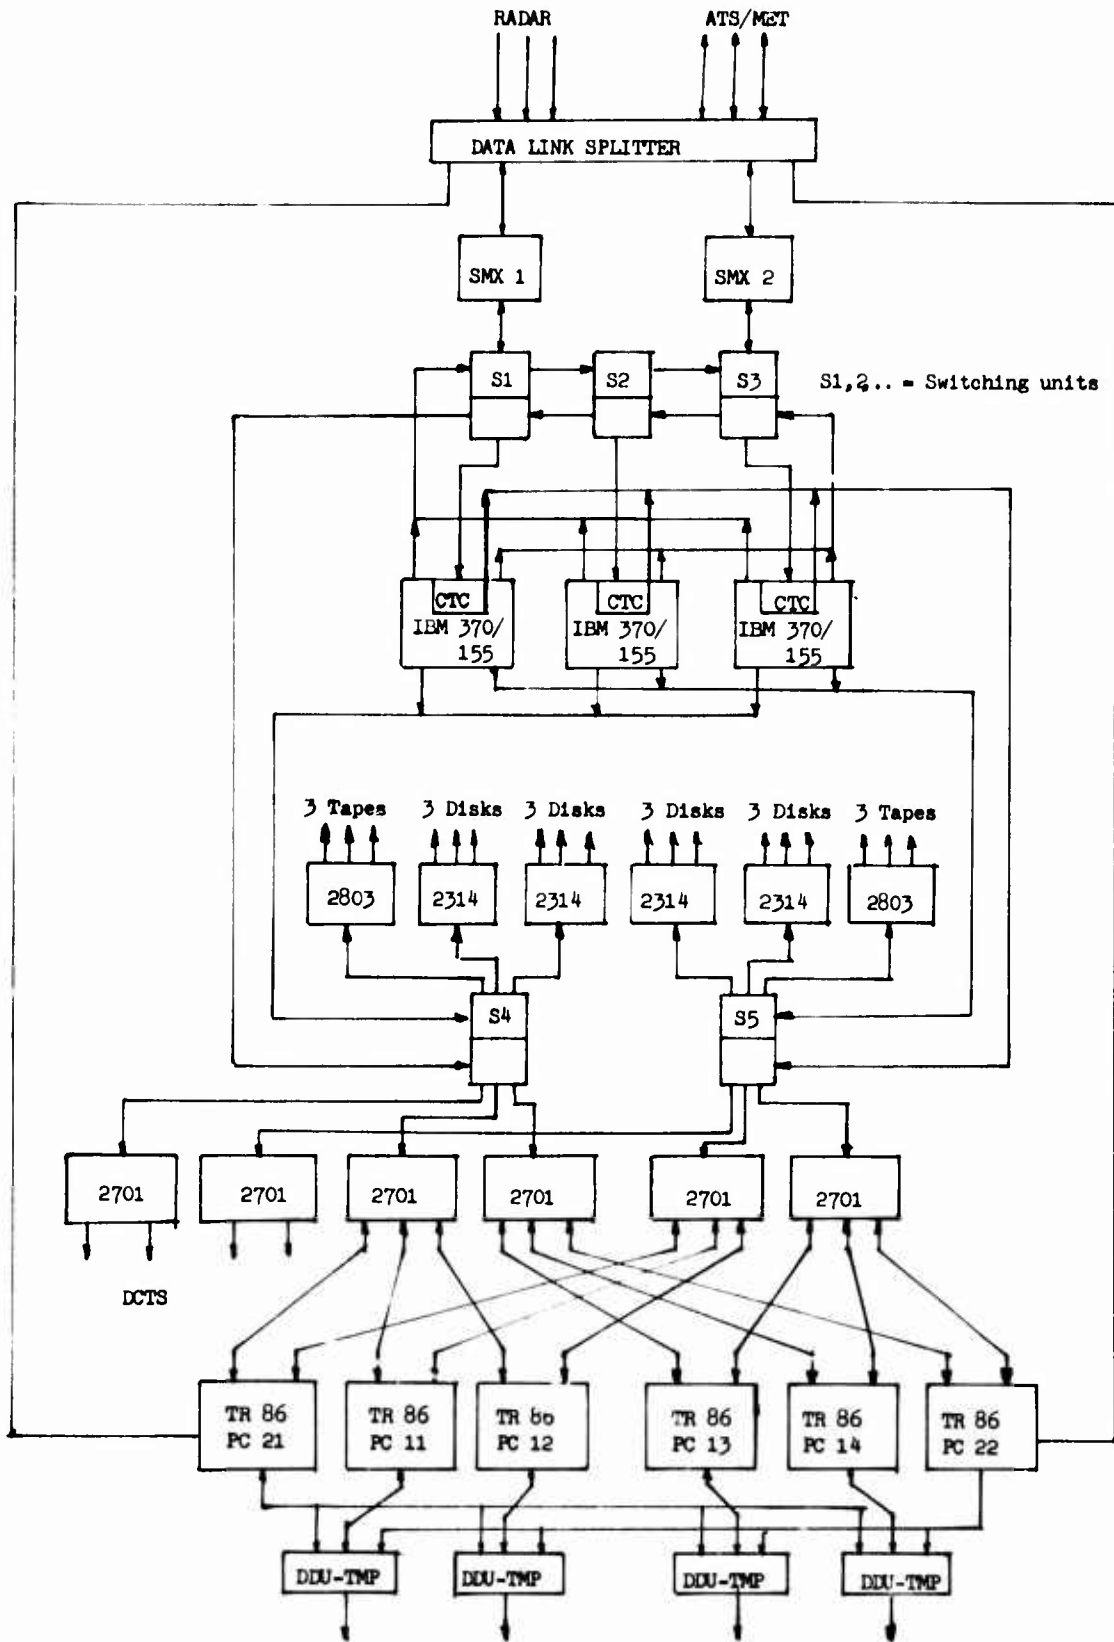 RADAR
ATS/MET
DATA LINK SPLITTER
SMX 1
SMX 2
S1
S2
S3
S1,2.. = Switching units
CTC
CTC
CTC
IBM 370/
155
IBM 370/
155
IBM 370/
155
3 Tapes
3 Disks
3 Disks
3 Disks
3 Disks
3 Tapes
2803
2314
2314
2314
2314
2803
S4
S5
2701
2701
2701
2701
2701
2701
DCTS
TR 86
PC 21
TR 86
PC 11
TR 86
PC 12
TR 86
PC 13
TR 86
PC 14
TR 86
PC 22
DDU-TMP
DDU-TMP
DDU-TMP
DDU-TMP